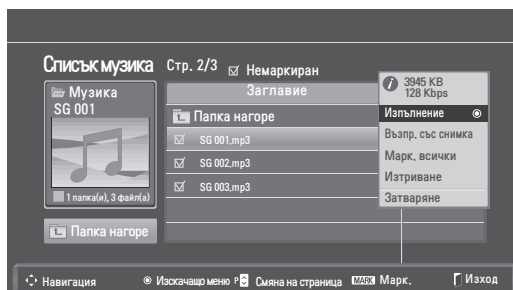 Списък музика
Стр. 2/3 Немаркиран
Музика
SG 001
1 папка(и), 3 файл(а)
Папка нагоре
Заглавие
Папка нагоре
SG 001.mp3
SG 002.mp3
SG 003.mp3
3945 KB
128 Kbps
Изпълнение
Възпр. със снимка
Марк. всички
Изтриване
Затваряне
Навигация Изскачащо меню P Смяна на страница MARK Марк. Изход